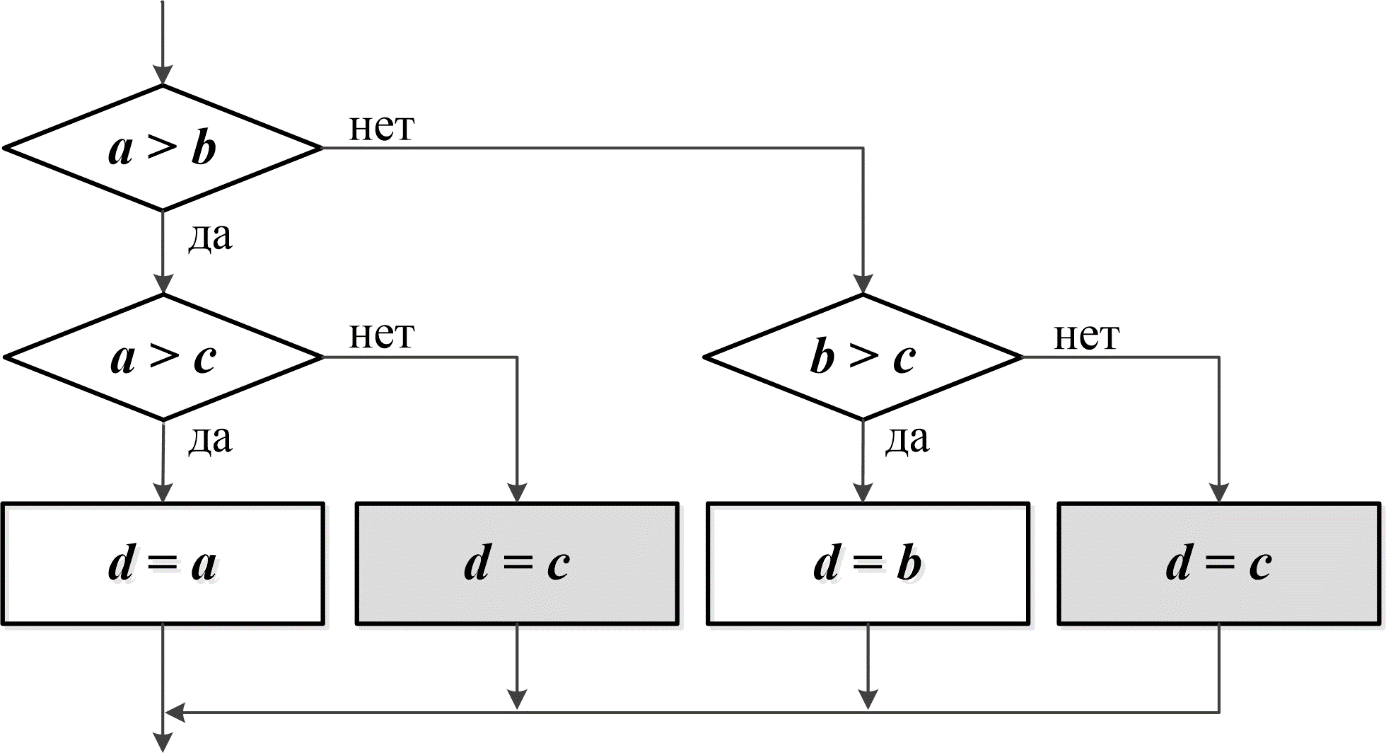 a > b
нет
да
a > c
нет
b > c
нет
да
да
d = a
d = c
d = b
d = c